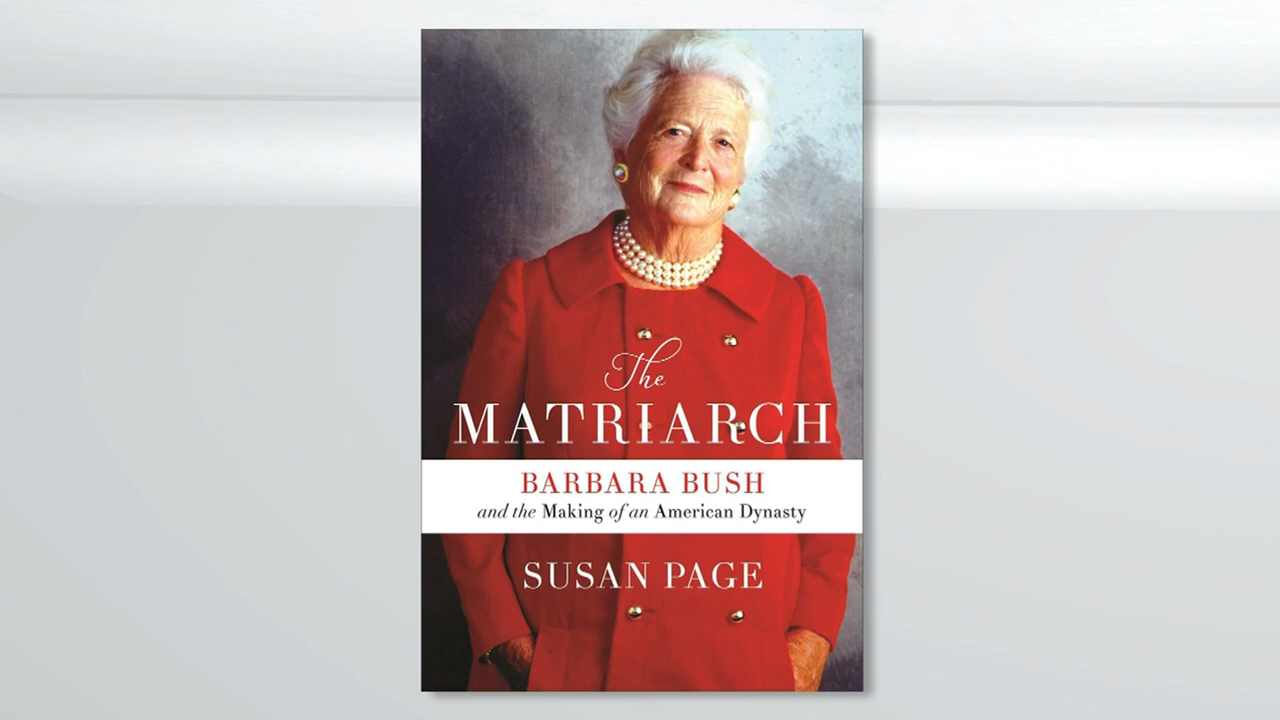 The
MATRIARCH
BARBARA BUSH
and the Making of an American Dynasty
SUSAN PAGE